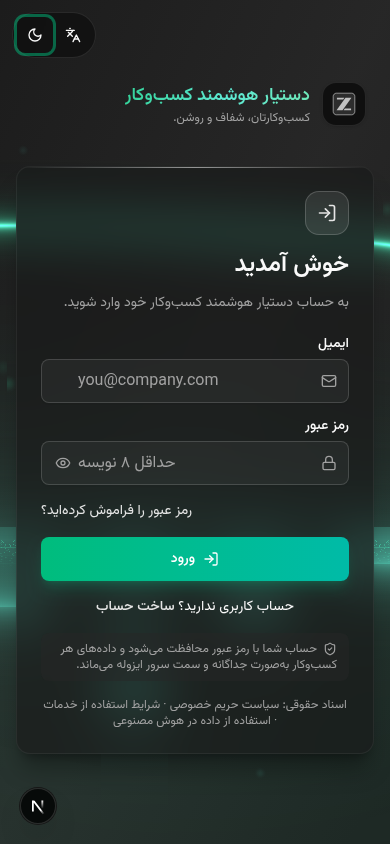 دستیار هوشمند کسب‌وکار
کسب‌وکارتان، شفاف و روشن.
خوش آمدید
به حساب دستیار هوشمند کسب‌وکار خود وارد شوید.
ایمیل
you@company.com
رمز عبور
حداقل ۸ نویسه
رمز عبور را فراموش کرده‌اید؟
ورود
حساب کاربری ندارید؟ ساخت حساب
حساب شما با رمز عبور محافظت می‌شود و داده‌های هر
کسب‌وکار به‌صورت جداگانه و سمت سرور ایزوله می‌ماند.
اسناد حقوقی: سیاست حریم خصوصی · شرایط استفاده از خدمات
· استفاده از داده در هوش مصنوعی
N